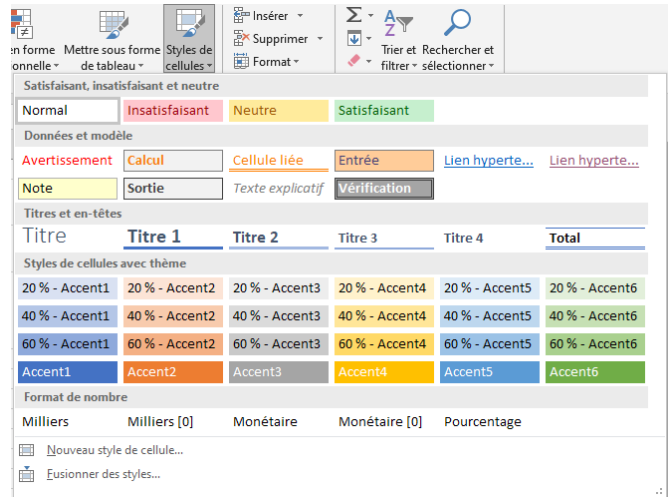 Insérer
en forme Mettre sous forme Styles de Supprimer Trier et Rechercher et
onnelle de tableau cellules Format filtrer sélectionner
Satisfaisant, insatisfaisant et neutre
Normal Insatisfaisant Neutre Satisfaisant
Données et modèle
Avertissement Calcul Cellule liée Entrée Lien hyperte... Lien hyperte...
Note Sortie Texte explicatif Vérification
Titres et en-têtes
Titre Titre 1 Titre 2 Titre 3 Titre 4 Total
Styles de cellules avec thème
20 % - Accent1 20 % - Accent2 20 % - Accent3 20 % - Accent4 20 % - Accent5 20 % - Accent6
40 % - Accent1 40 % - Accent2 40 % - Accent3 40 % - Accent4 40 % - Accent5 40 % - Accent6
60 % - Accent1 60 % - Accent2 60 % - Accent3 60 % - Accent4 60 % - Accent5 60 % - Accent6
Accent1 Accent2 Accent3 Accent4 Accent5 Accent6
Format de nombre
Milliers Milliers [0] Monétaire Monétaire [0] Pourcentage
Nouveau style de cellule...
Fusionner des styles...